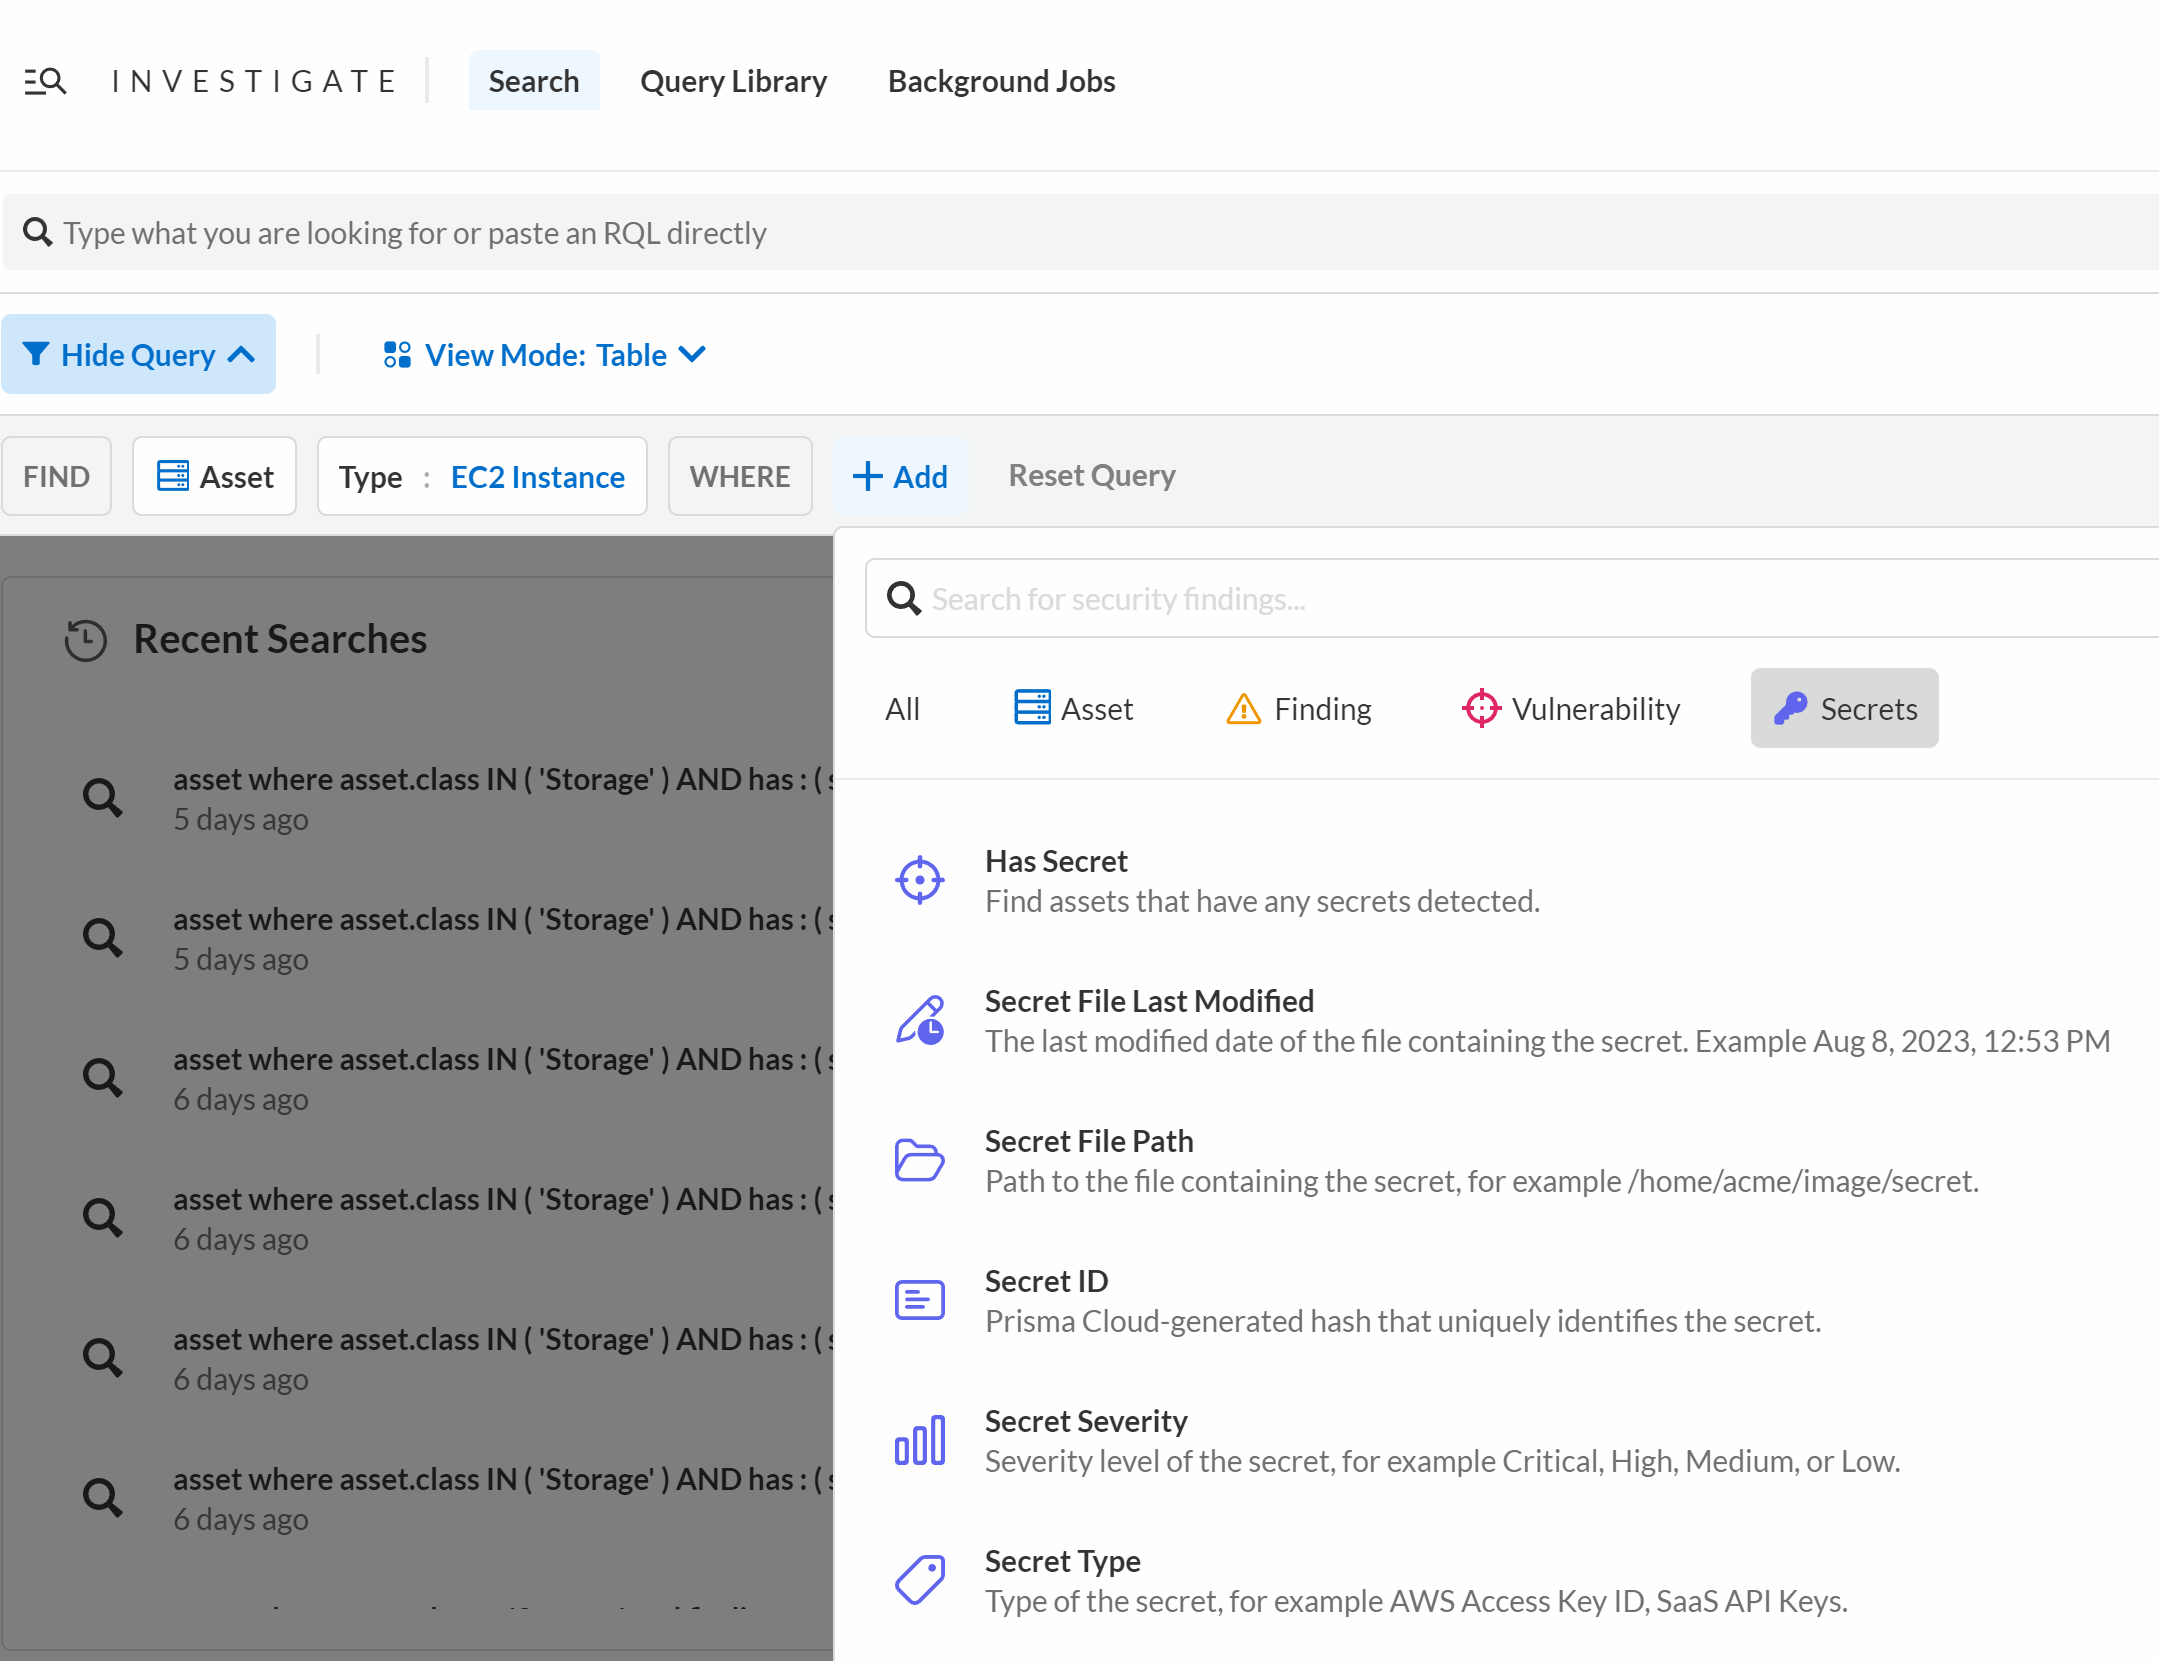 INVESTIGATE
Search
Query Library
Background Jobs
Type what you are looking for or paste an RQL directly
Hide Query
View Mode: Table
FIND
Asset
Type : EC2 Instance
WHERE
+ Add
Reset Query
Recent Searches
asset where asset.class IN ( 'Storage' ) AND has : (
5 days ago
asset where asset.class IN ( 'Storage' ) AND has : (
5 days ago
asset where asset.class IN ( 'Storage' ) AND has : (
6 days ago
asset where asset.class IN ( 'Storage' ) AND has : (
6 days ago
asset where asset.class IN ( 'Storage' ) AND has : (
6 days ago
asset where asset.class IN ( 'Storage' ) AND has : (
6 days ago
Search for security findings...
All
Asset
Finding
Vulnerability
Secrets
Has Secret
Find assets that have any secrets detected.
Secret File Last Modified
The last modified date of the file containing the secret. Example Aug 8, 2023, 12:53 PM
Secret File Path
Path to the file containing the secret, for example /home/acme/image/secret.
Secret ID
Prisma Cloud-generated hash that uniquely identifies the secret.
Secret Severity
Severity level of the secret, for example Critical, High, Medium, or Low.
Secret Type
Type of the secret, for example AWS Access Key ID, SaaS API Keys.